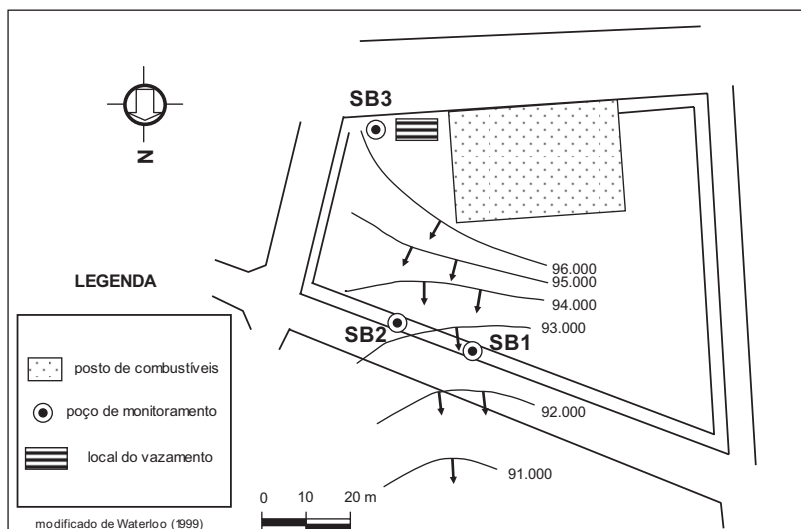 SB3
N
96.000
95.000
94.000
93.000
92.000
91.000
SB2
SB1
LEGENDA
posto de combustíveis
poço de monitoramento
local do vazamento
0 10 20 m
modificado de Waterloo (1999)